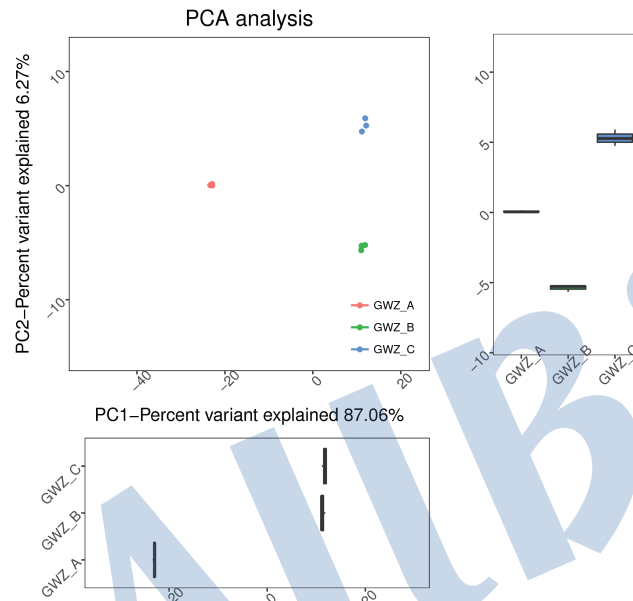 PCA analysis
PC2−Percent variant explained 6.27%
10
0
−10
GWZ_A
GWZ_B
GWZ_C
−40
−20
0
20
PC1−Percent variant explained 87.06%
10
5
0
−5
−10
GWZ_A
GWZ_B
GWZ_C
GWZ_B
GWZ_A
0
20